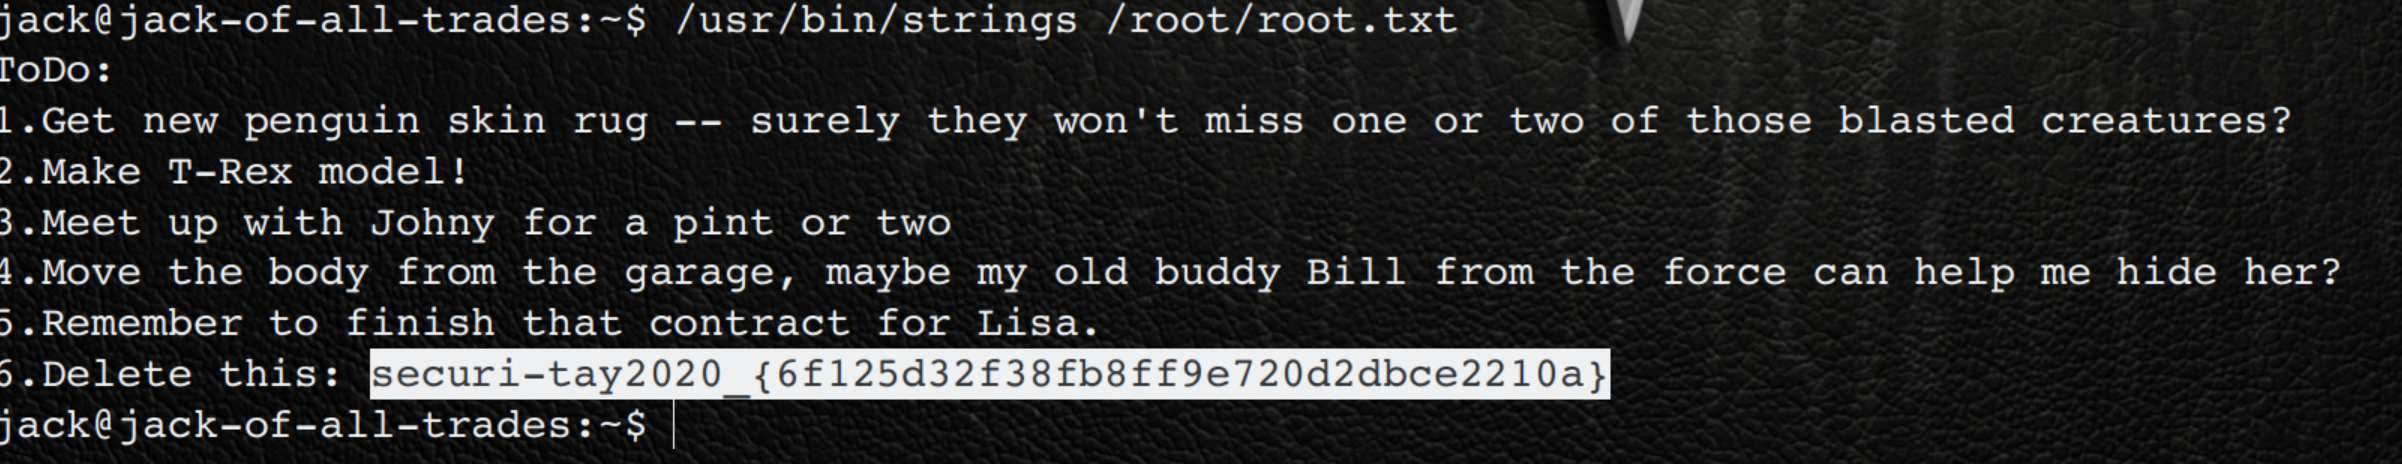 jack@jack-of-all-trades:~$ /usr/bin/strings /root/root.txt
ToDo:
1.Get new penguin skin rug -- surely they won't miss one or two of those blasted creatures?
2.Make T-Rex model!
3.Meet up with Johny for a pint or two
4.Move the body from the garage, maybe my old buddy Bill from the force can help me hide her?
5.Remember to finish that contract for Lisa.
6.Delete this: securi-tay2020_{6f125d32f38fb8ff9e720d2dbce2210a}
jack@jack-of-all-trades:~$